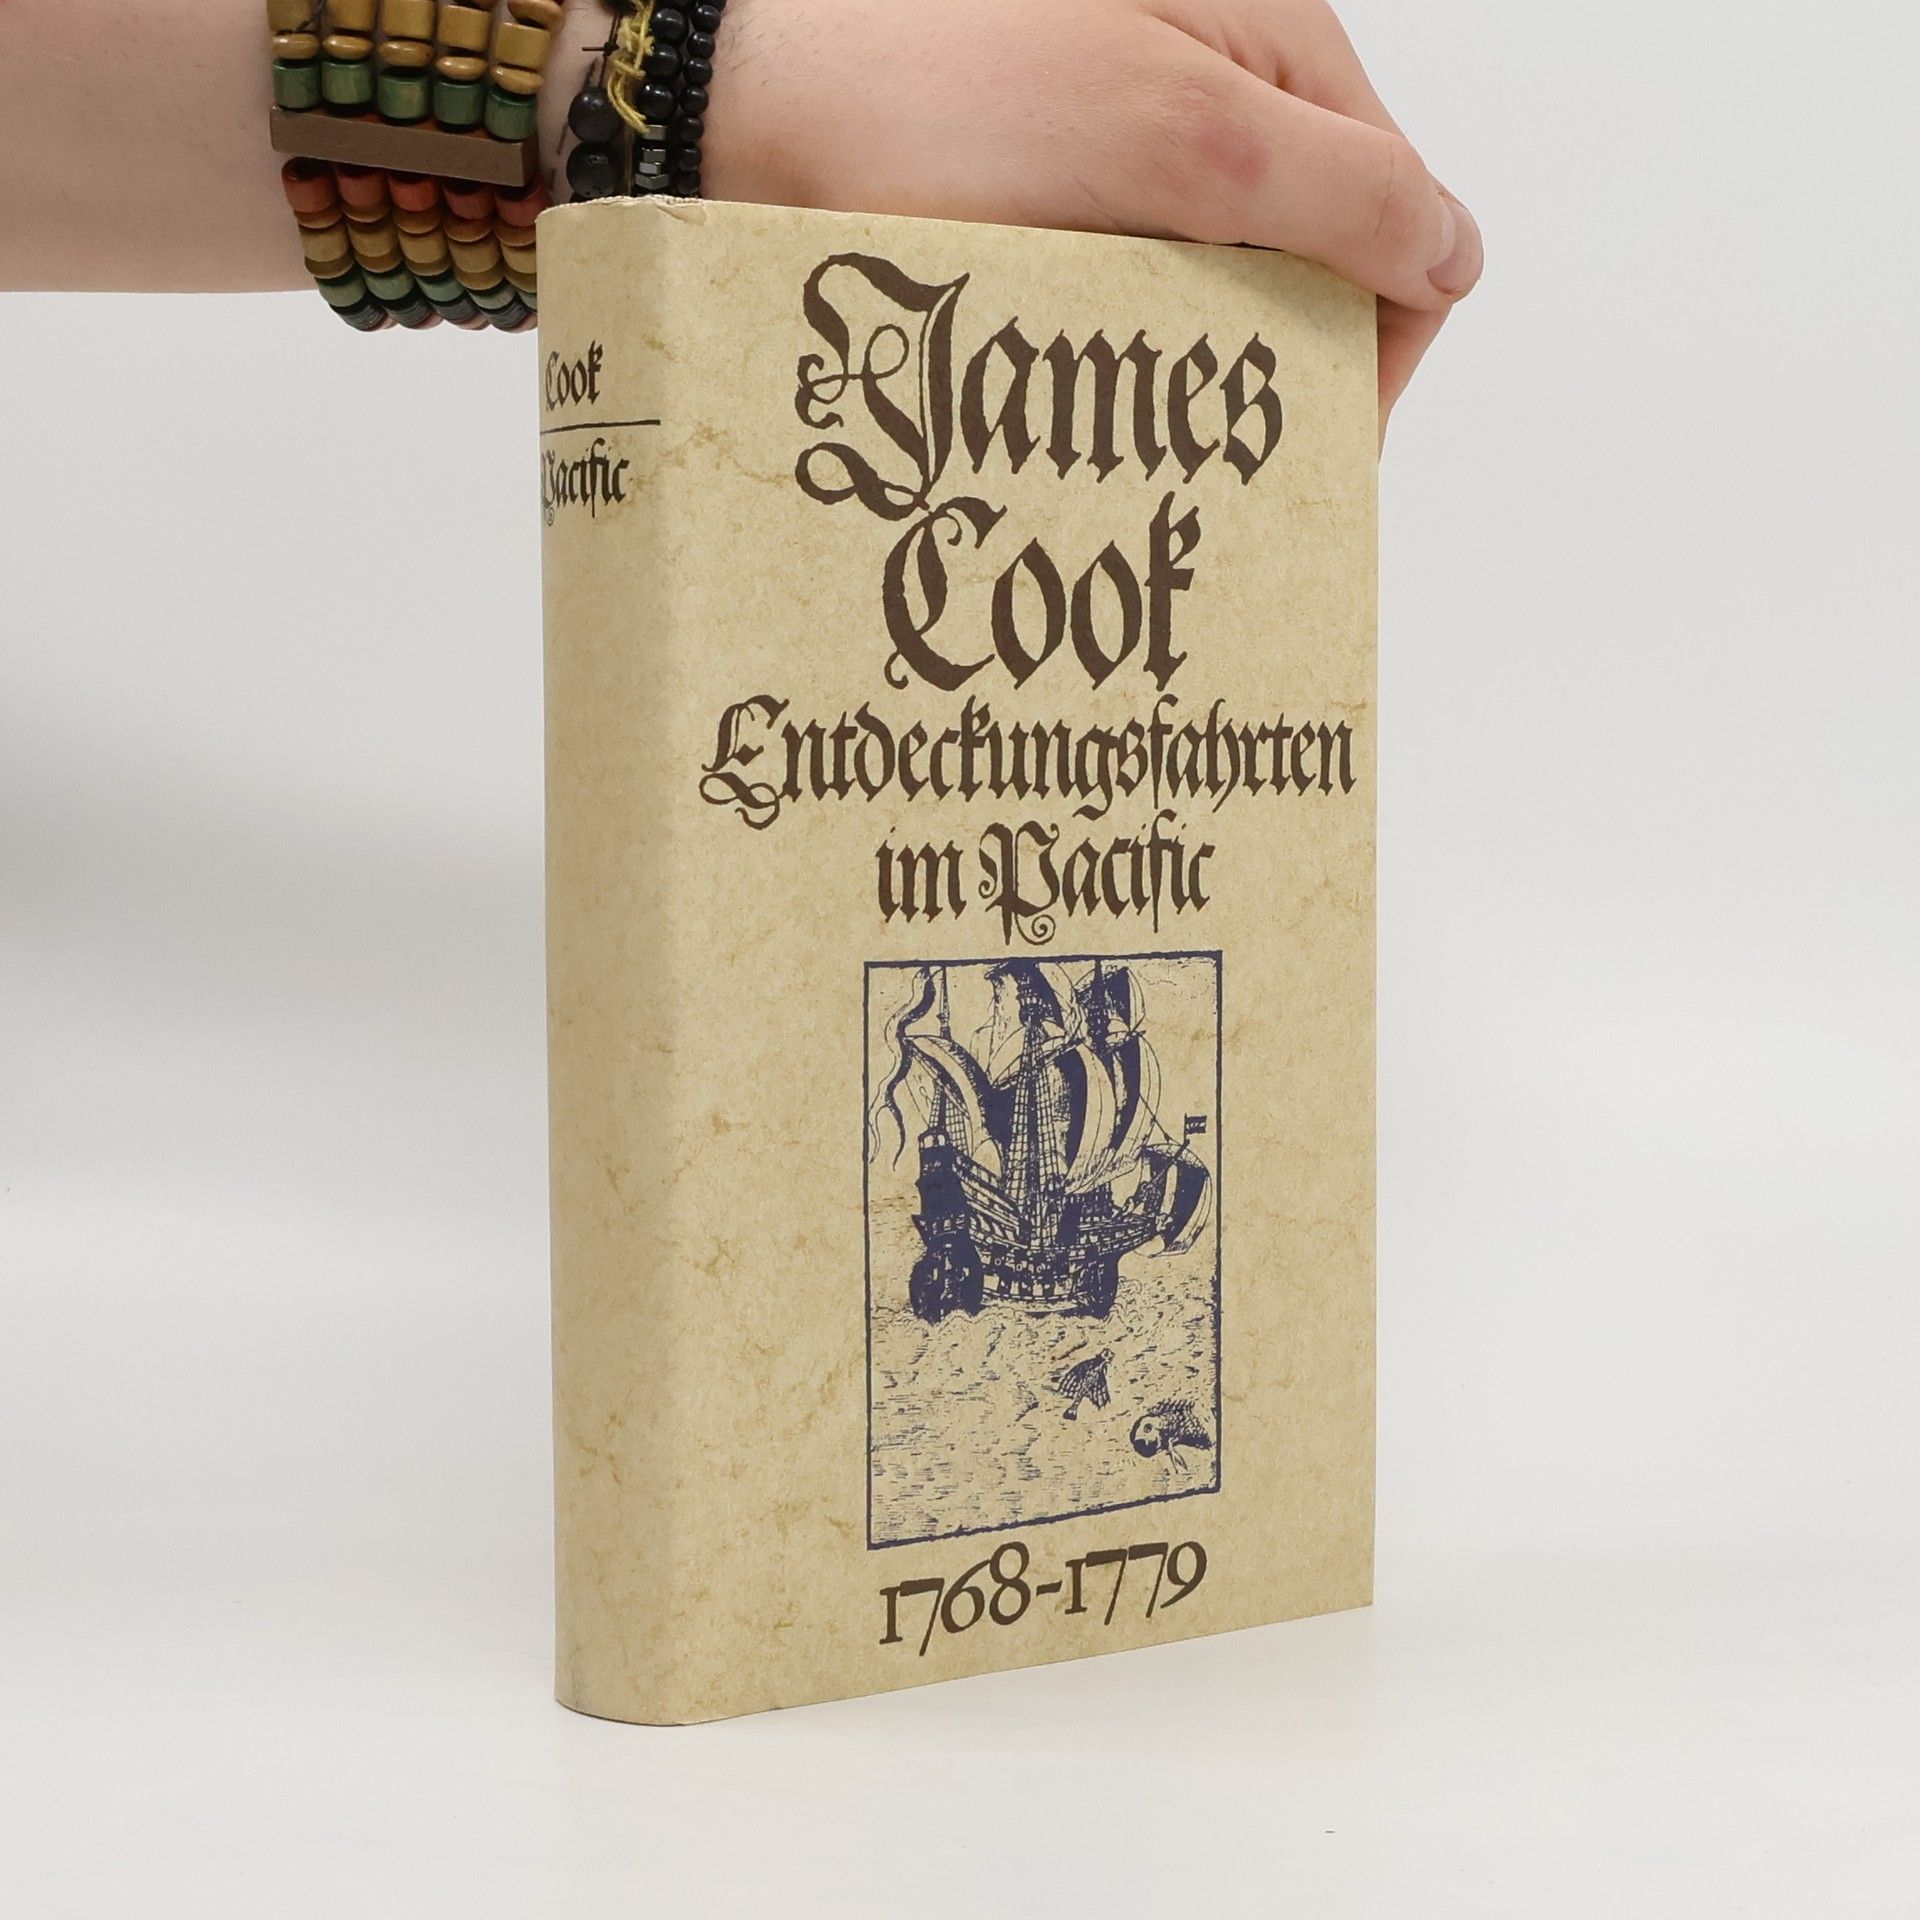 Cook
Pacific
James
Cook
Entdeckungsfahrten
im Pacific
1768-1779